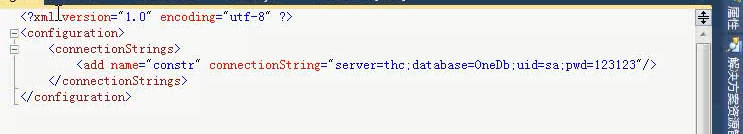 <?xml version="1.0" encoding="utf-8" ?>
<configuration>
<connectionStrings>
<add name="constr" connectionString="server=thc;database=OneDb;uid=sa;pwd=123123"/>
</connectionStrings>
</configuration>
属性
解决方案资源